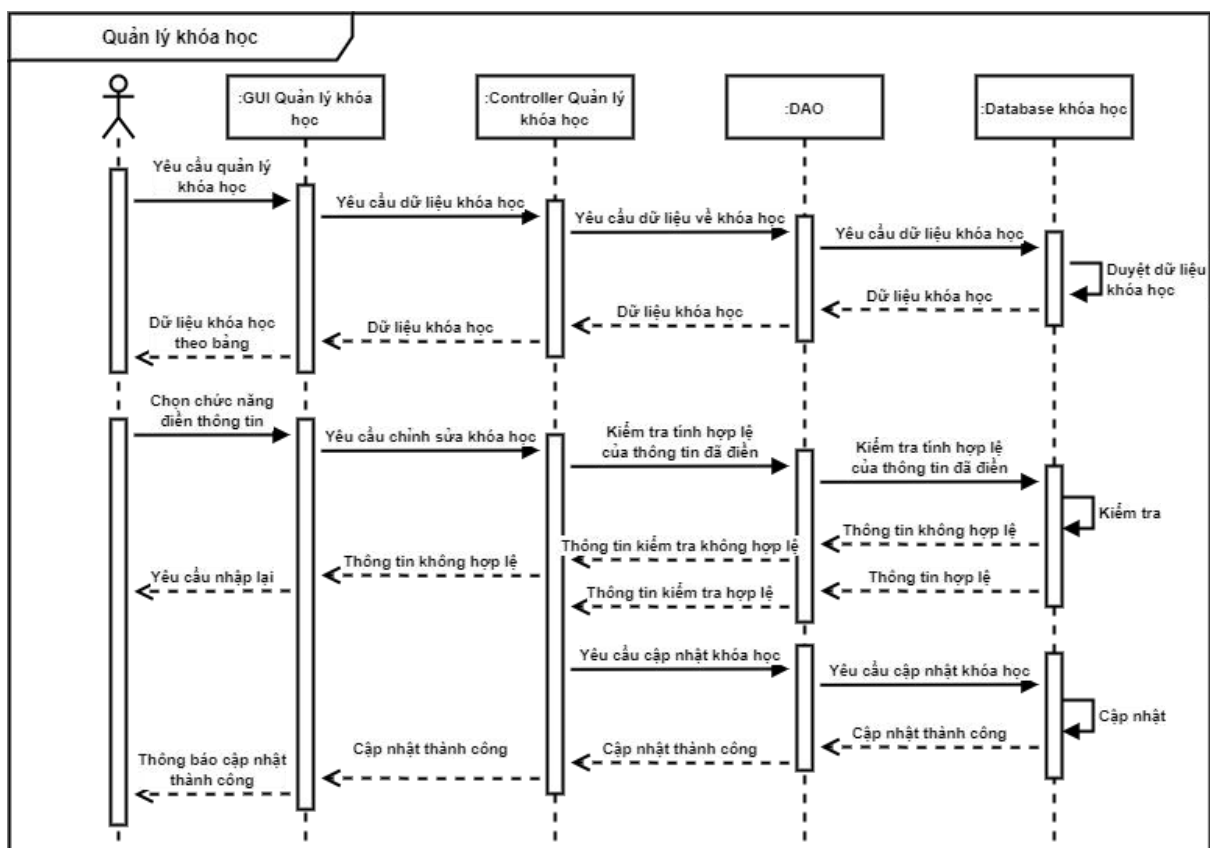 Quản lý khóa học
:GUI Quản lý khóa
học
:Controller Quản lý
khóa học
:DAO
:Database khóa học
Yêu cầu quản lý
khóa học
Yêu cầu dữ liệu khóa học
Yêu cầu dữ liệu về khóa học
Yêu cầu dữ liệu khóa học
Duyệt dữ liệu
khóa học
Dữ liệu khóa học
Dữ liệu khóa học
Dữ liệu khóa học
Dữ liệu khóa học
theo bảng
Chọn chức năng
điền thông tin
Yêu cầu chỉnh sửa khóa học
Kiểm tra tính hợp lệ
của thông tin đã điền
Kiểm tra tính hợp lệ
của thông tin đã điền
Kiểm tra
Thông tin không hợp lệ
Thông tin kiểm tra không hợp lệ
Thông tin không hợp lệ
Yêu cầu nhập lại
Thông tin hợp lệ
Thông tin kiểm tra hợp lệ
Yêu cầu cập nhật khóa học
Yêu cầu cập nhật khóa học
Cập nhật
Cập nhật thành công
Cập nhật thành công
Cập nhật thành công
Thông báo cập nhật
thành công